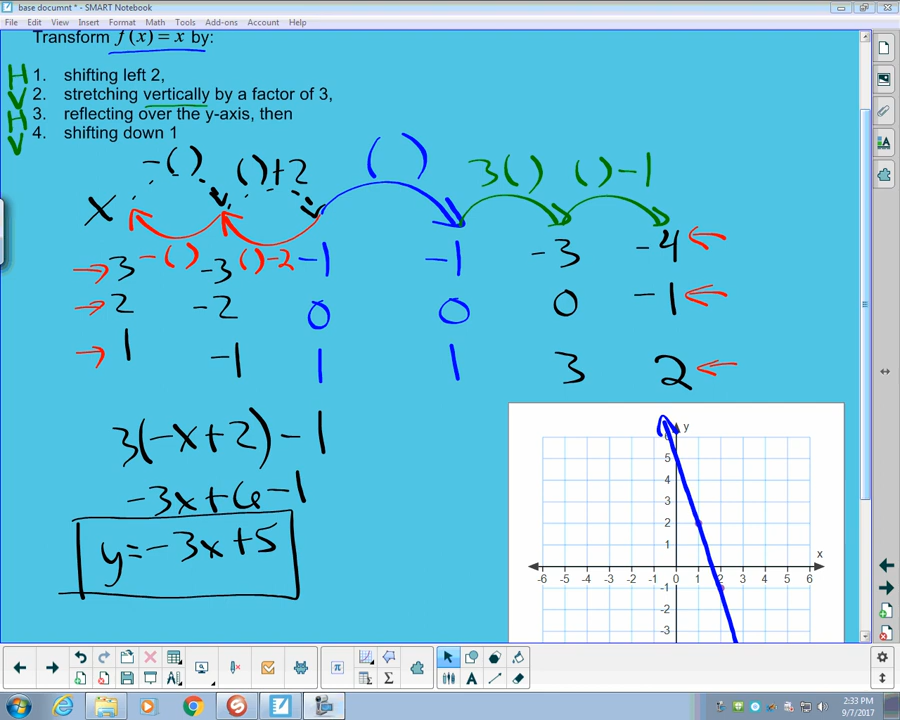 base documnt * - SMART Notebook
File Edit View Insert Format Math Tools Add-ons Account Help
Transform f(x) = x by:
H 1. shifting left 2,
V 2. stretching vertically by a factor of 3,
H 3. reflecting over the y-axis, then
V 4. shifting down 1
-( ) ( )+2 ( ) 3( ) ( )-1
x
-( ) ( )-2
3 -3 -1 -1 -3 -4
2 -2 0 0 0 -1
1 -1 1 1 3 2
3(-x+2)-1
-3x+6-1
y=-3x+5
y
6
5
4
3
2
1
x
-6 -5 -4 -3 -2 -1 0 1 2 3 4 5 6
-1
-2
-3
2:33 PM
9/7/2017